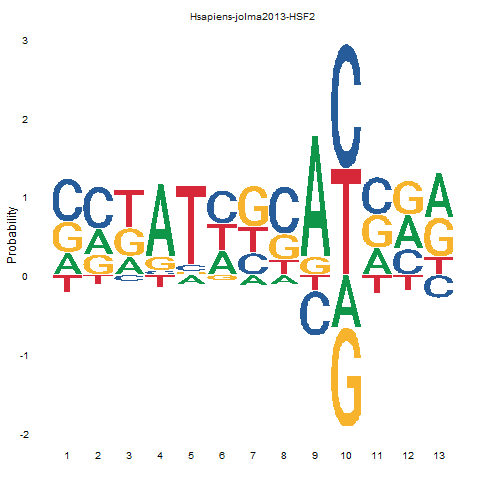 Hsapiens-jolma2013-HSF2
Probability
3
2
1
0
-1
-2
C C T A T C G C A C C G A
G A G G C T T G G T G A G
A G A C A C T T A A C T
T T C T A G A A C G T T C
1 2 3 4 5 6 7 8 9 10 11 12 13